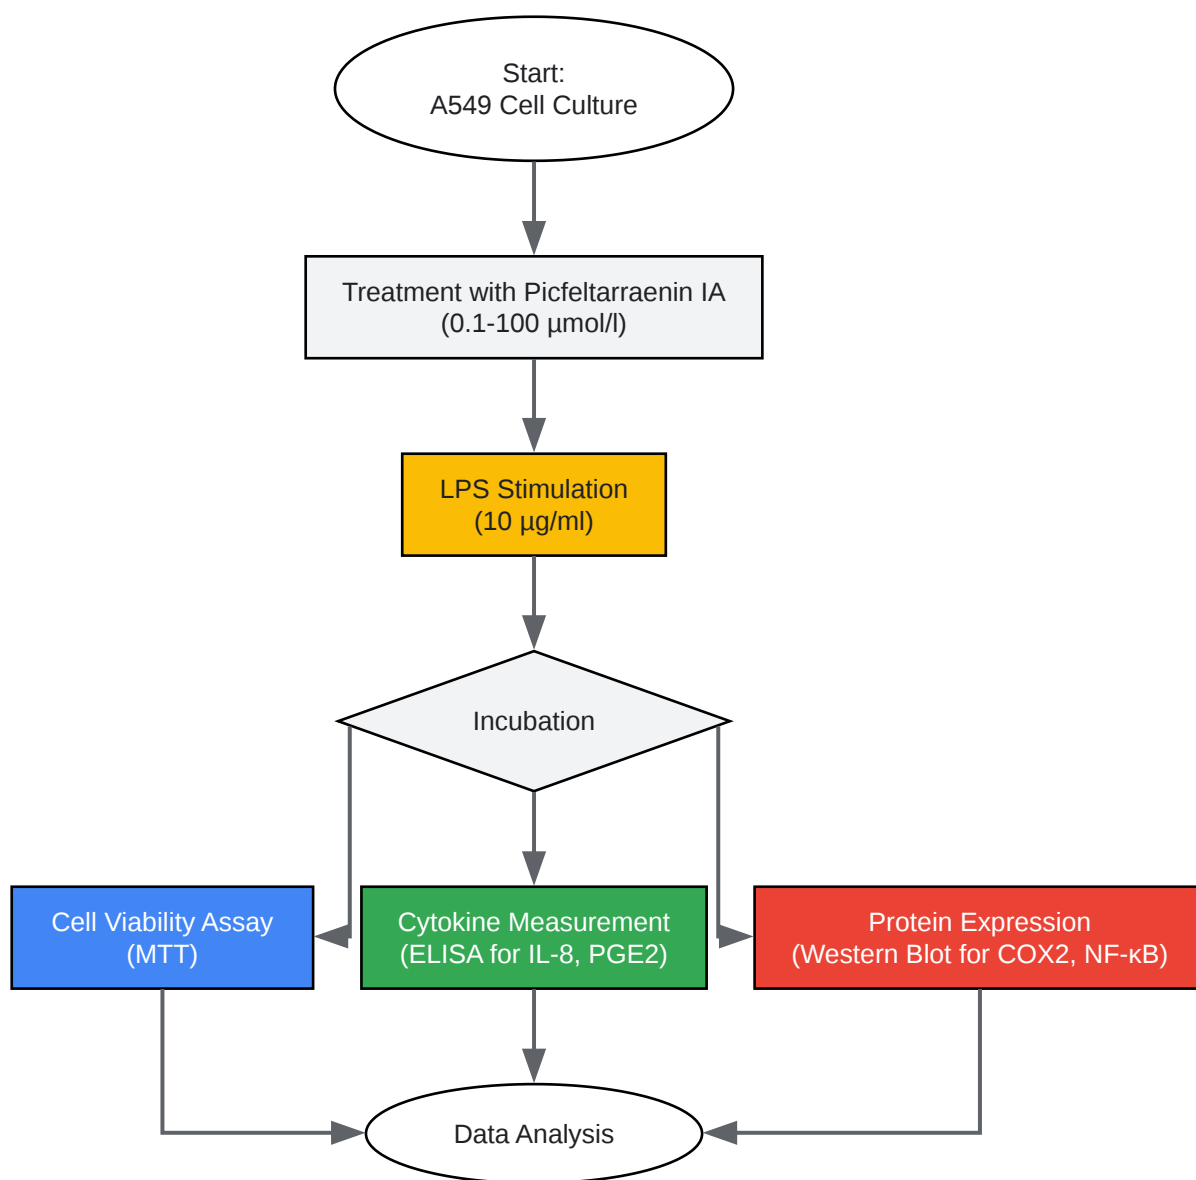 Start:
A549 Cell Culture
Treatment with Picfeltarraenin IA
(0.1-100 µmol/l)
LPS Stimulation
(10 µg/ml)
Incubation
Cell Viability Assay
(MTT)
Cytokine Measurement
(ELISA for IL-8, PGE2)
Protein Expression
(Western Blot for COX2, NF-κB)
Data Analysis